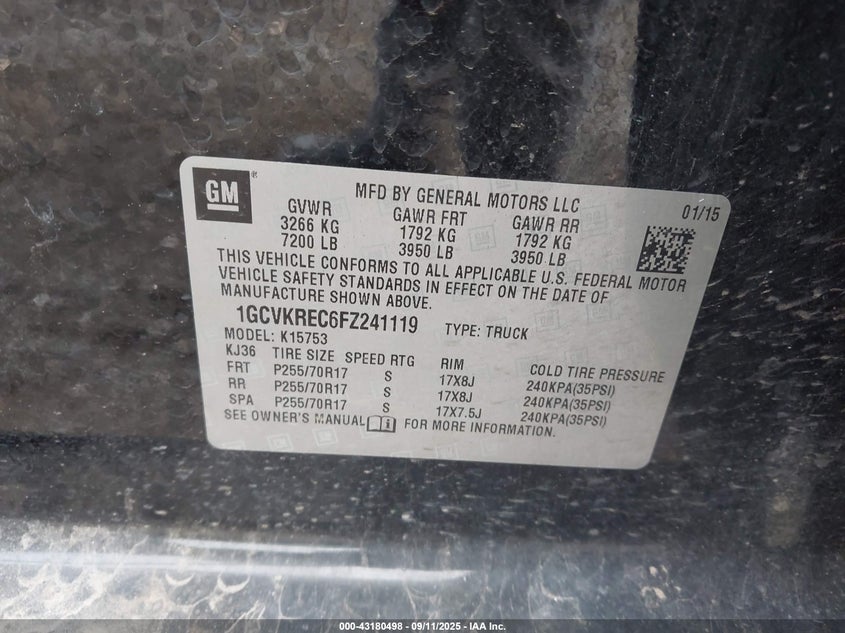 GM ®
MFD BY GENERAL MOTORS LLC
01/15
GVWR GAWR FRT GAWR RR
3266 KG 1792 KG 1792 KG
7200 LB 3950 LB 3950 LB
THIS VEHICLE CONFORMS TO ALL APPLICABLE U.S. FEDERAL MOTOR
VEHICLE SAFETY STANDARDS IN EFFECT ON THE DATE OF
MANUFACTURE SHOWN ABOVE.
1GCVKREC6FZ241119 TYPE: TRUCK
MODEL: K15753
KJ36 TIRE SIZE SPEED RTG RIM COLD TIRE PRESSURE
FRT P255/70R17 S 17X8J 240KPA(35PSI)
RR P255/70R17 S 17X8J 240KPA(35PSI)
SPA P255/70R17 S 17X7.5J 240KPA(35PSI)
SEE OWNER'S MANUAL i FOR MORE INFORMATION.
000-43180498 - 09/11/2025 - IAA Inc.